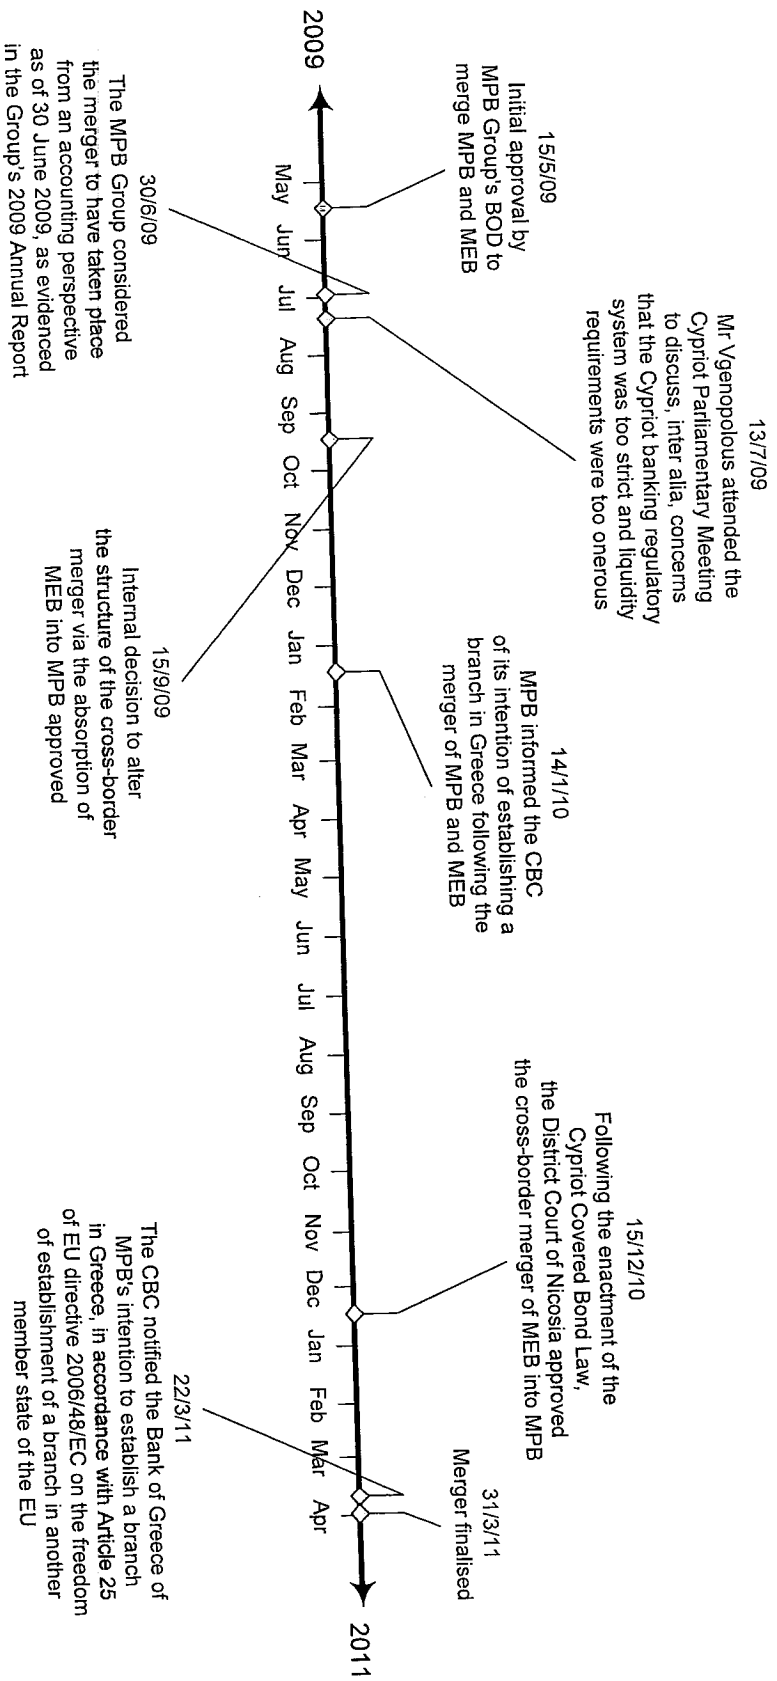 2009
15/5/09
Initial approval by
MPB Group's BOD to
merge MPB and MEB
13/7/09
Mr Vgenopolous attended the
Cypriot Parliamentary Meeting
to discuss, inter alia, concerns
that the Cypriot banking regulatory
system was too strict and liquidity
requirements were too onerous
14/1/10
MPB informed the CBC
of its intention of establishing a
branch in Greece following the
merger of MPB and MEB
15/12/10
Following the enactment of the
Cypriot Covered Bond Law,
the District Court of Nicosia approved
the cross-border merger of MEB into MPB
31/3/11
Merger finalised
May Jun Jul Aug Sep Oct Nov Dec Jan Feb Mar Apr May Jun Jul Aug Sep Oct Nov Dec Jan Feb Mar Apr
2011
30/6/09
The MPB Group considered
the merger to have taken place
from an accounting perspective
as of 30 June 2009, as evidenced
in the Group's 2009 Annual Report
15/9/09
Internal decision to alter
the structure of the cross-border
merger via the absorption of
MEB into MPB approved
22/3/11
The CBC notified the Bank of Greece of
MPB's intention to establish a branch
in Greece, in accordance with Article 25
of EU directive 2006/48/EC on the freedom
of establishment of a branch in another
member state of the EU